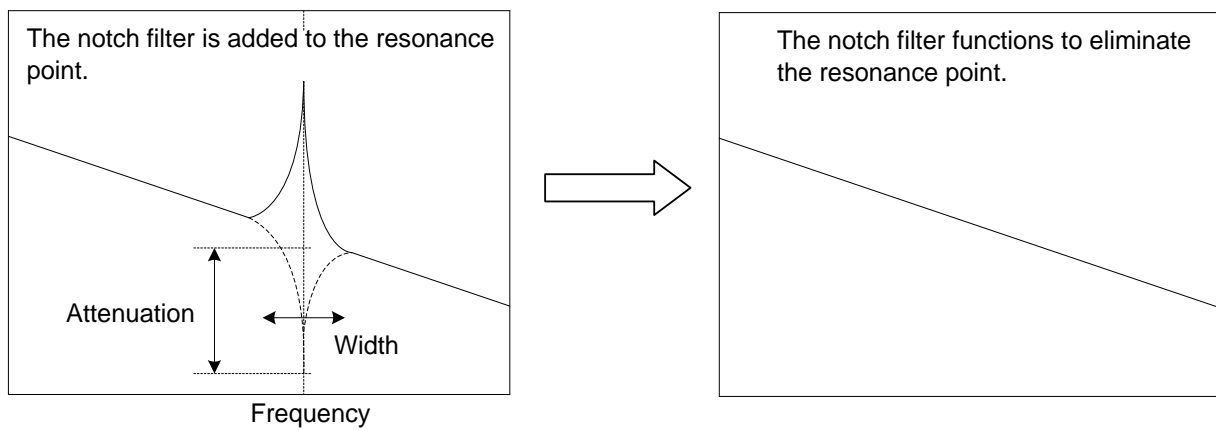 The notch filter is added to the resonance
point.
Attenuation
Width
Frequency
The notch filter functions to eliminate
the resonance point.